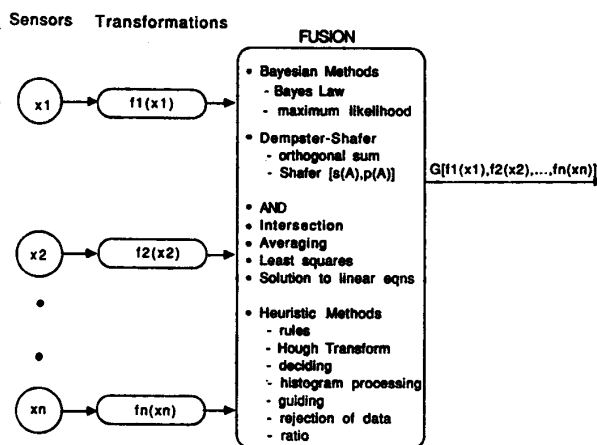 Sensors Transformations
FUSION
x1
f1(x1)
• Bayesian Methods
- Bayes Law
- maximum likelihood
• Dempster-Shafer
- orthogonal sum
- Shafer [s(A),p(A)]
G[f1(x1),f2(x2),...,fn(xn)]
x2
f2(x2)
• AND
• Intersection
• Averaging
• Least squares
• Solution to linear eqns
• Heuristic Methods
- rules
- Hough Transform
- deciding
- histogram processing
- guiding
- rejection of data
- ratio
xn
fn(xn)